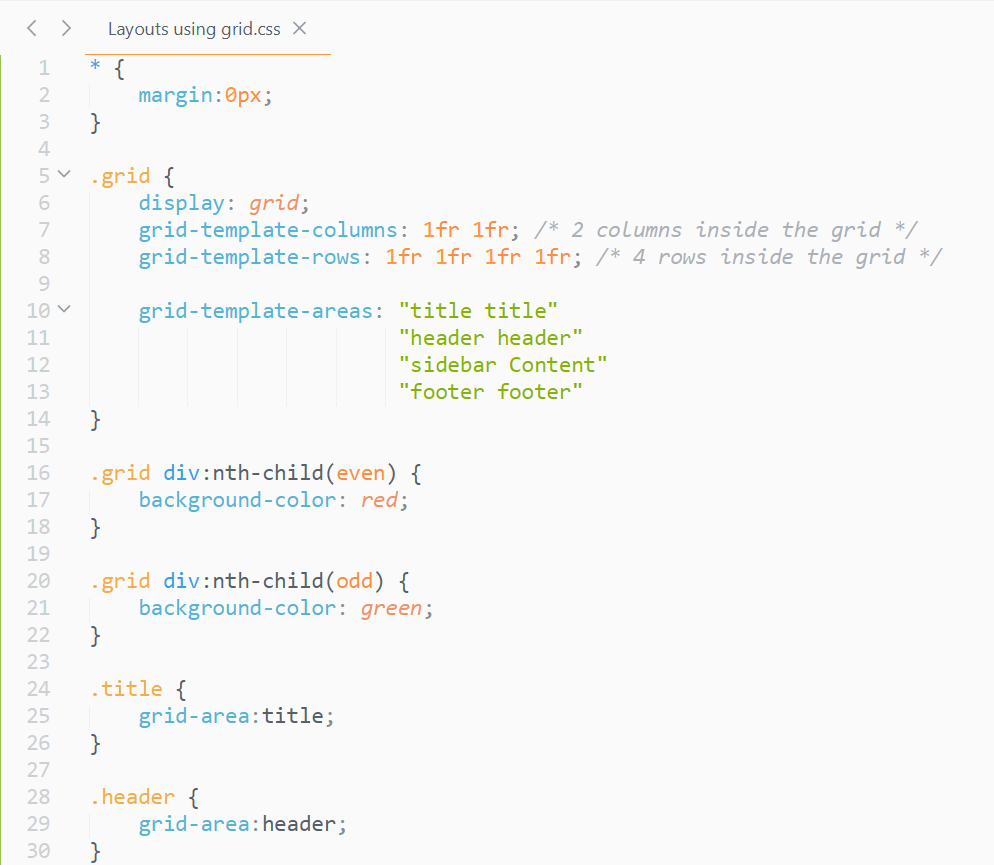 Layouts using grid.css
1 * {
2 margin:0px;
3 }
4
5 .grid {
6 display: grid;
7 grid-template-columns: 1fr 1fr; /* 2 columns inside the grid */
8 grid-template-rows: 1fr 1fr 1fr 1fr; /* 4 rows inside the grid */
9
10 grid-template-areas: "title title"
11 "header header"
12 "sidebar Content"
13 "footer footer"
14 }
15
16 .grid div:nth-child(even) {
17 background-color: red;
18 }
19
20 .grid div:nth-child(odd) {
21 background-color: green;
22 }
23
24 .title {
25 grid-area:title;
26 }
27
28 .header {
29 grid-area:header;
30 }